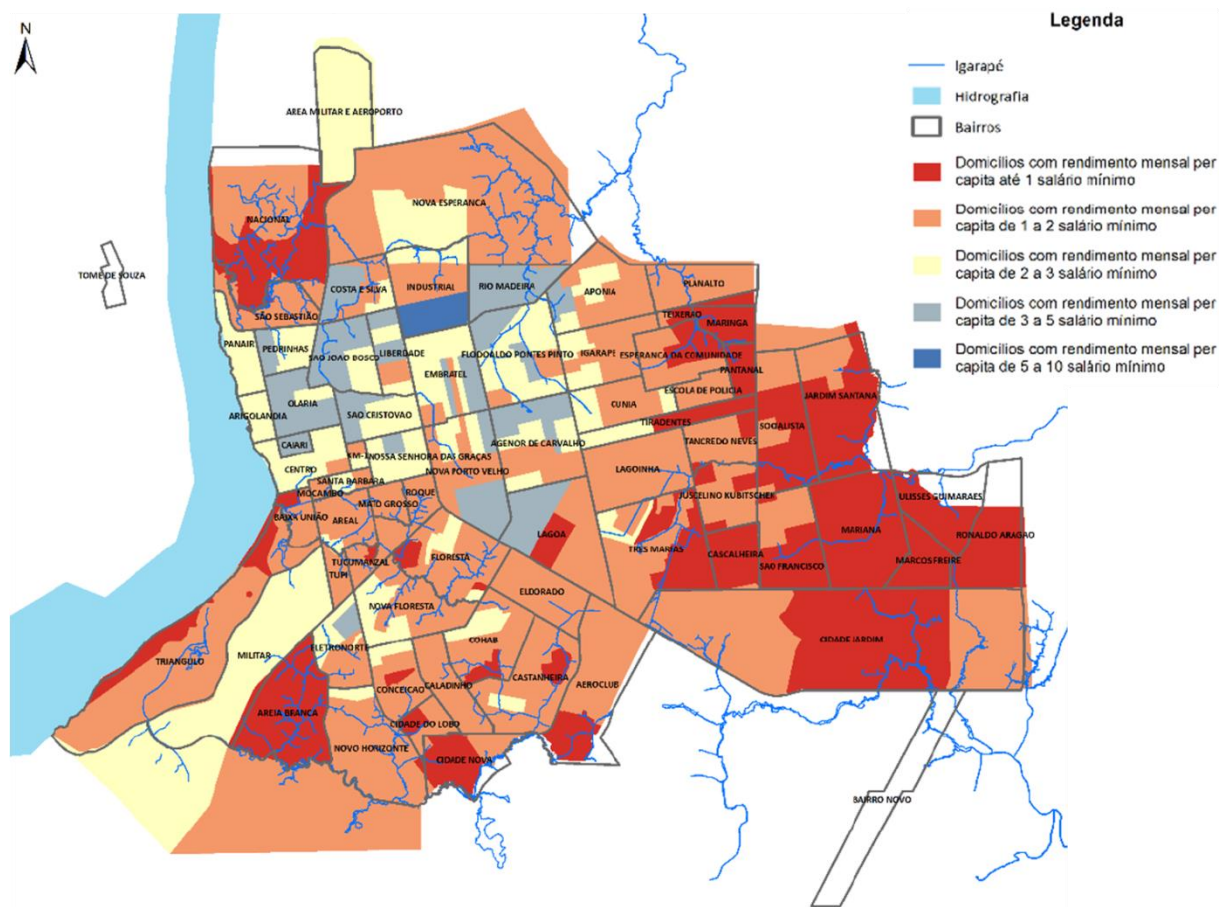 N
Legenda
Igarapé
Hidrografia
Bairros
Domicílios com rendimento mensal per
capita até 1 salário mínimo
Domicílios com rendimento mensal per
capita de 1 a 2 salário mínimo
Domicílios com rendimento mensal per
capita de 2 a 3 salário mínimo
Domicílios com rendimento mensal per
capita de 3 a 5 salário mínimo
Domicílios com rendimento mensal per
capita de 5 a 10 salário mínimo
AREA MILITAR E AEROPORTO
NOVA ESPERANCA
NACIONAL
TOME DE SOUZA
COSTA E SILVA
INDUSTRIAL
RIO MADEIRA
APONIA
PLANALTO
SÃO SEBASTIÃO
TEIXEIRAO
MARINGA
PANAIR
PEDRINHAS
SAO JOAO BOSCO
LIBERDADE
FLODOALDO PONTES PINTO
IGARAPE
ESPERANCA DA COMUNIDADE
EMBRATEL
PANTANAL
ESCOLA DE POLICIA
JARDIM SANTANA
OLARIA
CUNIA
ARIGOLANDIA
SAO CRISTOVAO
TIRADENTES
SOCIALISTA
CAIARI
AGENOR DE CARVALHO
TANCREDO NEVES
KM-1
NOSSA SENHORA DAS GRAÇAS
CENTRO
NOVA PORTO VELHO
LAGOINHA
SANTA BARBARA
MOCAMBO
ROQUE
JUSCELINO KUBITSCHEK
ULISSES GUIMARAES
MATO GROSSO
BAIXA UNIÃO
AREAL
MARIANA
LAGOA
RONALDO ARAGAO
TRES MARIAS
CASCALHEIRA
FLORESTA
TUCUMANZAL
SAO FRANCISCO
MARCOS FREIRE
TUPI
ELDORADO
NOVA FLORESTA
CIDADE JARDIM
COHAB
ELETRONORTE
MILITAR
TRIANGULO
CASTANHEIRA
AEROCLUB
CONCEICAO
CALADINHO
AREIA BRANCA
CIDADE DO LOBO
NOVO HORIZONTE
CIDADE NOVA
BAIRRO NOVO